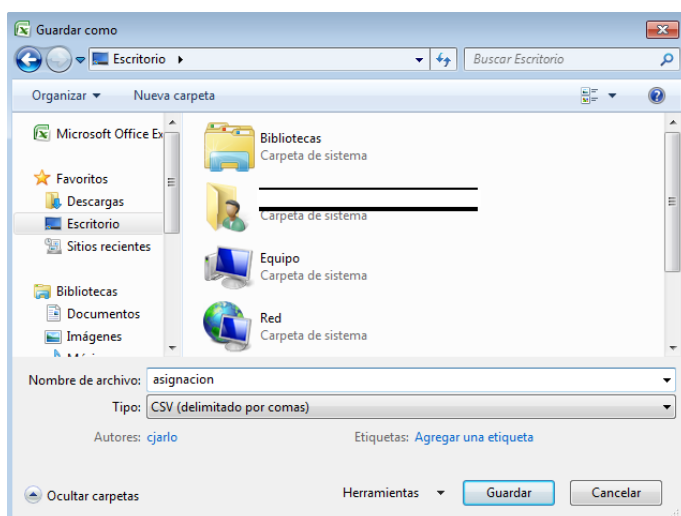 Guardar como
Escritorio
Buscar Escritorio
Organizar
Nueva carpeta
Microsoft Office Ex
Favoritos
Descargas
Escritorio
Sitios recientes
Bibliotecas
Documentos
Imágenes
Bibliotecas
Carpeta de sistema
Carpeta de sistema
Equipo
Carpeta de sistema
Red
Carpeta de sistema
Nombre de archivo: asignacion
Tipo: CSV (delimitado por comas)
Autores: cjarlo
Etiquetas: Agregar una etiqueta
Ocultar carpetas
Herramientas
Guardar
Cancelar